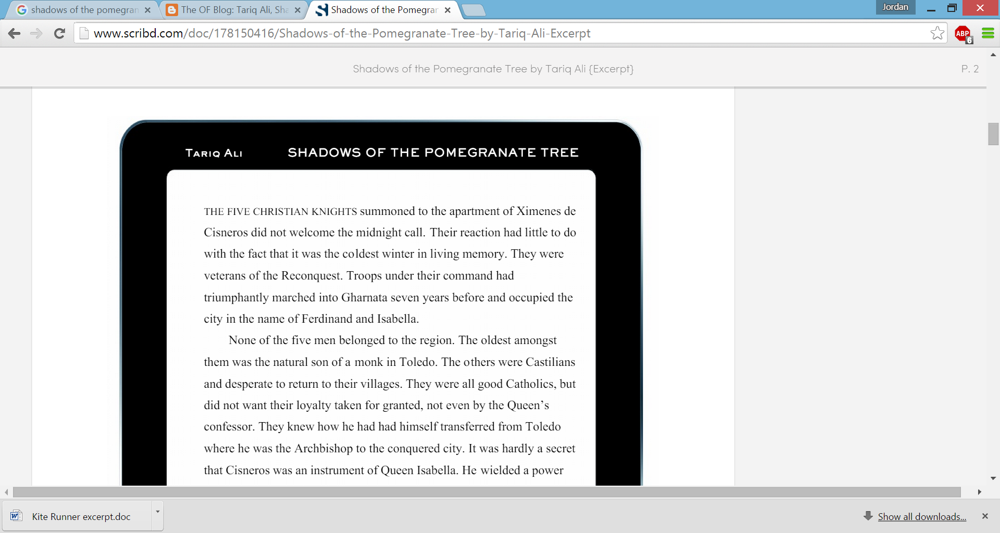 shadows of the pomegran
The OF Blog: Tariq Ali, Sha
Shadows of the Pomegran
Jordan
www.scribd.com/doc/178150416/Shadows-of-the-Pomegranate-Tree-by-Tariq-Ali-Excerpt
ABP
6
Shadows of the Pomegranate Tree by Tariq Ali {Excerpt}
P. 2
TARIQ ALI SHADOWS OF THE POMEGRANATE TREE
THE FIVE CHRISTIAN KNIGHTS summoned to the apartment of Ximenes de
Cisneros did not welcome the midnight call. Their reaction had little to do
with the fact that it was the coldest winter in living memory. They were
veterans of the Reconquest. Troops under their command had
triumphantly marched into Gharnata seven years before and occupied the
city in the name of Ferdinand and Isabella.
None of the five men belonged to the region. The oldest amongst
them was the natural son of a monk in Toledo. The others were Castilians
and desperate to return to their villages. They were all good Catholics, but
did not want their loyalty taken for granted, not even by the Queen’s
confessor. They knew how he had had himself transferred from Toledo
where he was the Archbishop to the conquered city. It was hardly a secret
that Cisneros was an instrument of Queen Isabella. He wielded a power
Kite Runner excerpt.doc
Show all downloads...